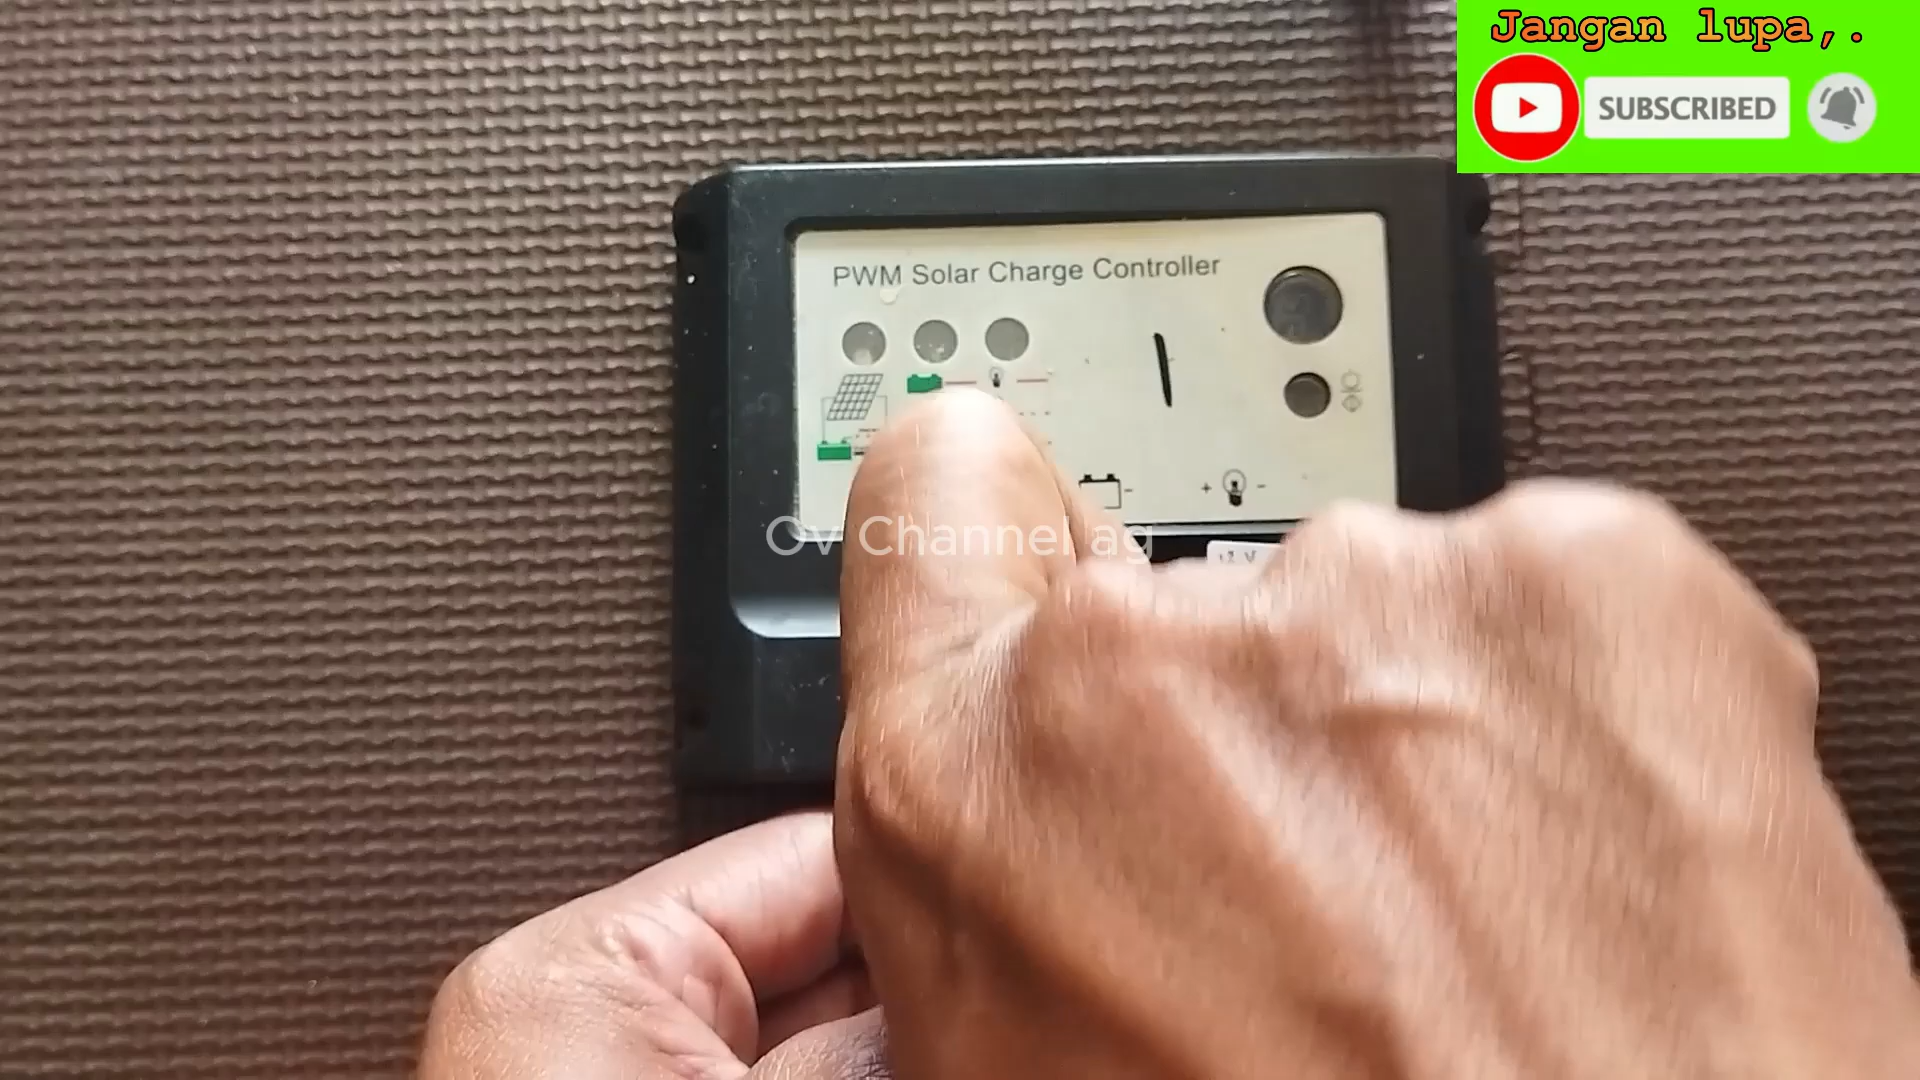 Jangan lupa,.
SUBSCRIBED
PWM Solar Charge Controller
Ov Channel ag